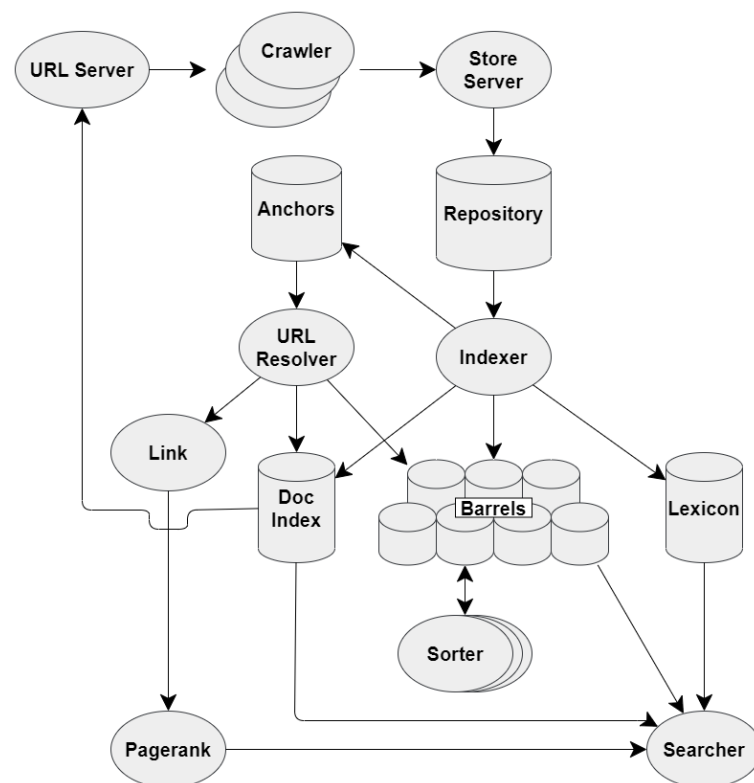 URL Server
Crawler
Store
Server
Anchors
Repository
URL
Resolver
Indexer
Link
Doc
Index
Barrels
Lexicon
Sorter
Pagerank
Searcher